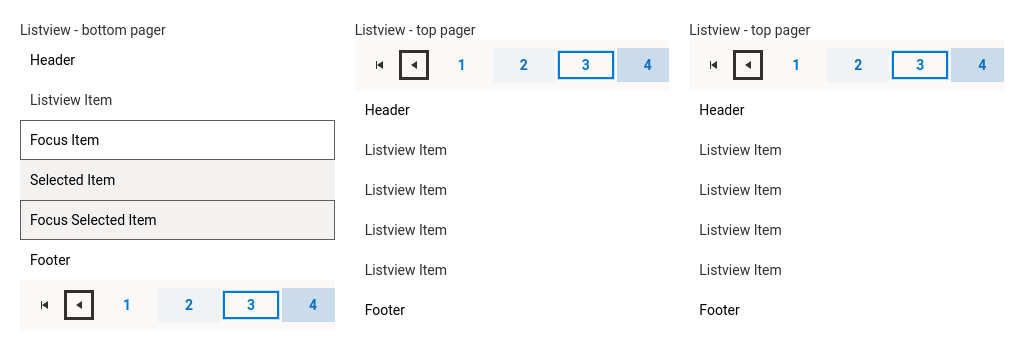 Listview - bottom pager
Header
Listview Item
Focus Item
Selected Item
Focus Selected Item
Footer
1 2 3 4
Listview - top pager
1 2 3 4
Header
Listview Item
Listview Item
Listview Item
Listview Item
Footer
Listview - top pager
1 2 3 4
Header
Listview Item
Listview Item
Listview Item
Listview Item
Footer